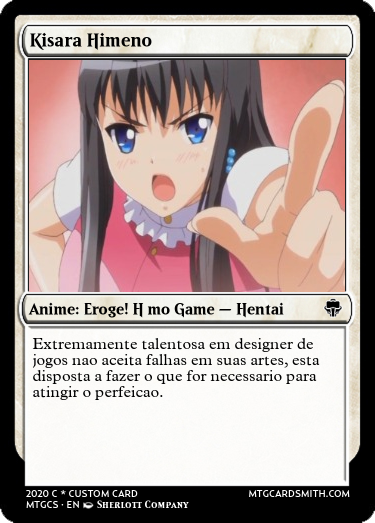 Kisara Himeno
Anime: Eroge! H mo Game — Hentai
Extremamente talentosa em designer de
jogos nao aceita falhas em suas artes, esta
disposta a fazer o que for necessario para
atingir o perfeicao.
2020 C * CUSTOM CARD
MTGCARDSMITH.COM
MTGCS · EN Sherlott Company